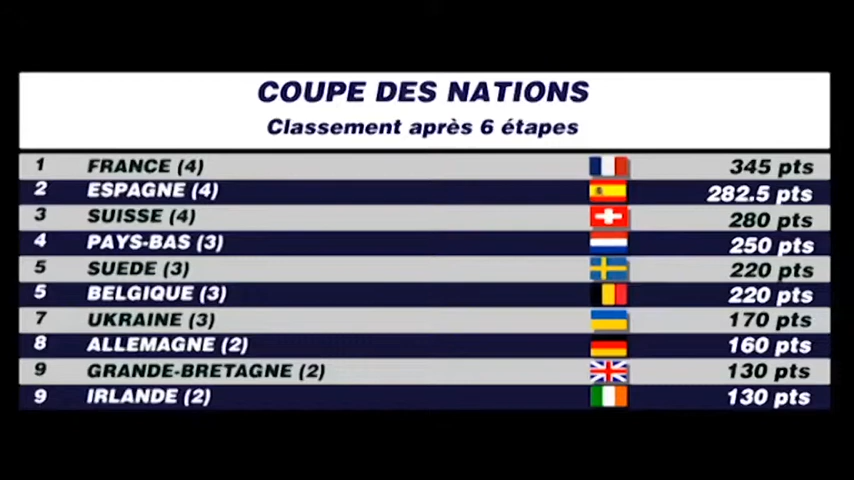 COUPE DES NATIONS
Classement après 6 étapes
1 FRANCE (4) 345 pts
2 ESPAGNE (4) 282.5 pts
3 SUISSE (4) 280 pts
4 PAYS-BAS (3) 250 pts
5 SUEDE (3) 220 pts
5 BELGIQUE (3) 220 pts
7 UKRAINE (3) 170 pts
8 ALLEMAGNE (2) 160 pts
9 GRANDE-BRETAGNE (2) 130 pts
9 IRLANDE (2) 130 pts